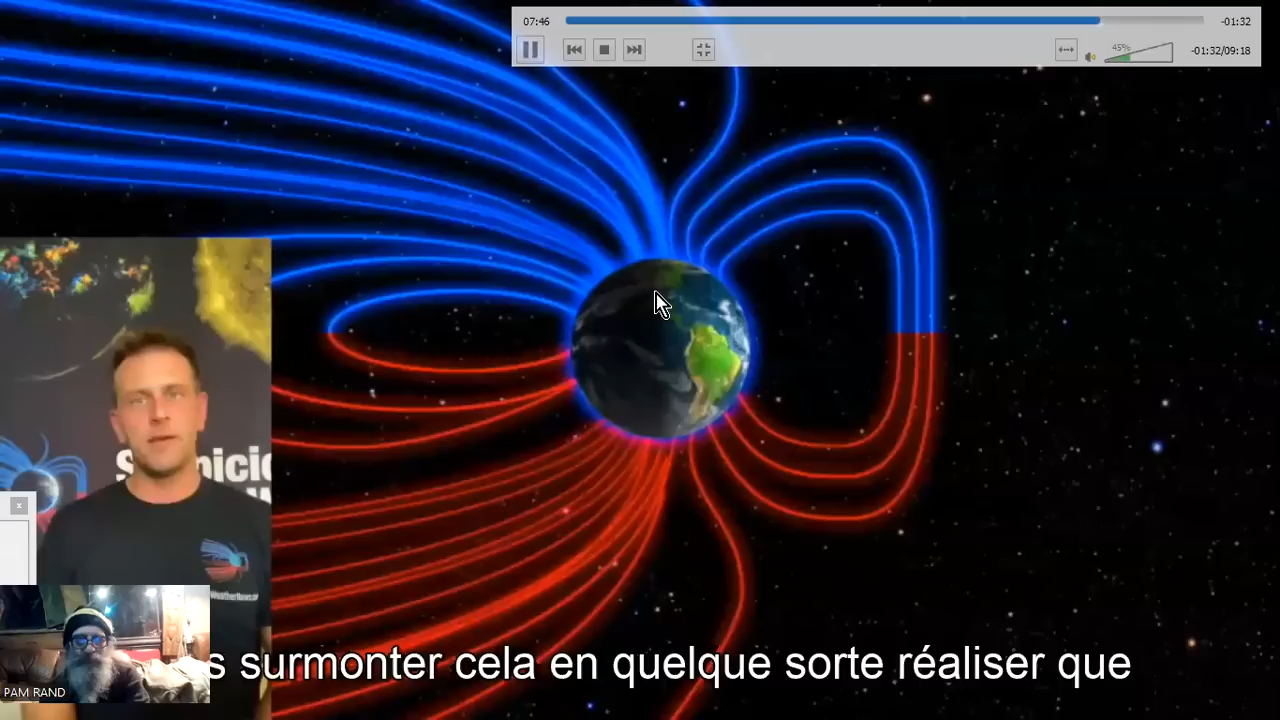 07:46
-01:32
45%
-01:32/09:18
x
PAM RAND
s surmonter cela en quelque sorte réaliser que